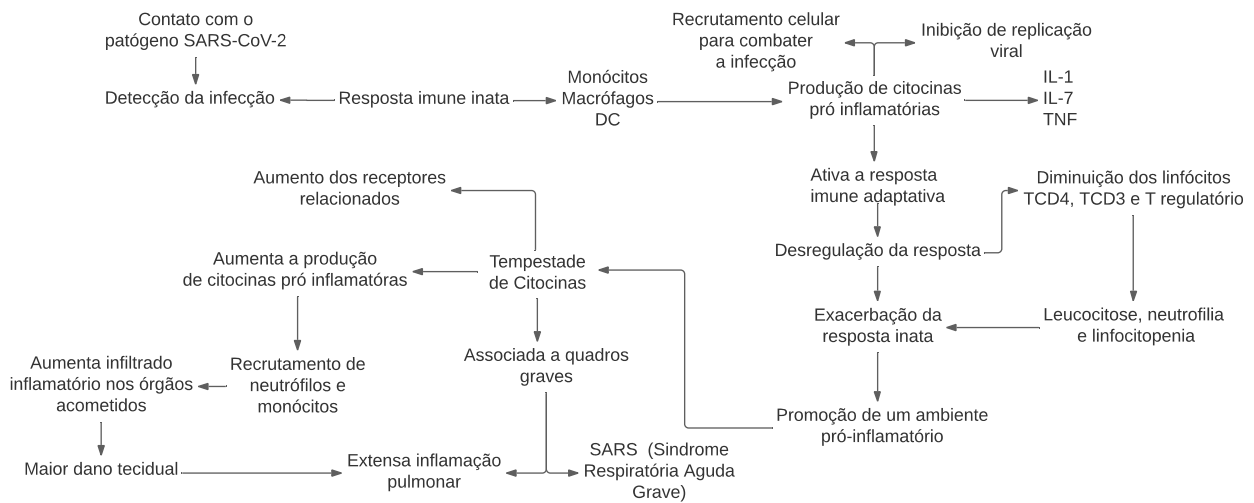 Contato com o
patógeno SARS-CoV-2
Detecção da infecção
Resposta imune inata
Monócitos
Macrófagos
DC
Recrutamento celular
para combater
a infecção
Inibição de replicação
viral
Produção de citocinas
pró inflamatórias
IL-1
IL-7
TNF
Ativa a resposta
imune adaptativa
Desregulação da resposta
Diminuição dos linfócitos
TCD4, TCD3 e T regulatório
Leucocitose, neutrofilia
e linfocitopenia
Exacerbação da
resposta inata
Promoção de um ambiente
pró-inflamatório
Tempestade
de Citocinas
Aumento dos receptores
relacionados
Aumenta a produção
de citocinas pró inflamatóras
Recrutamento de
neutrófilos e
monócitos
Aumenta infiltrado
inflamatório nos órgãos
acometidos
Maior dano tecidual
Associada a quadros
graves
Extensa inflamação
pulmonar
SARS (Sindrome
Respiratória Aguda
Grave)